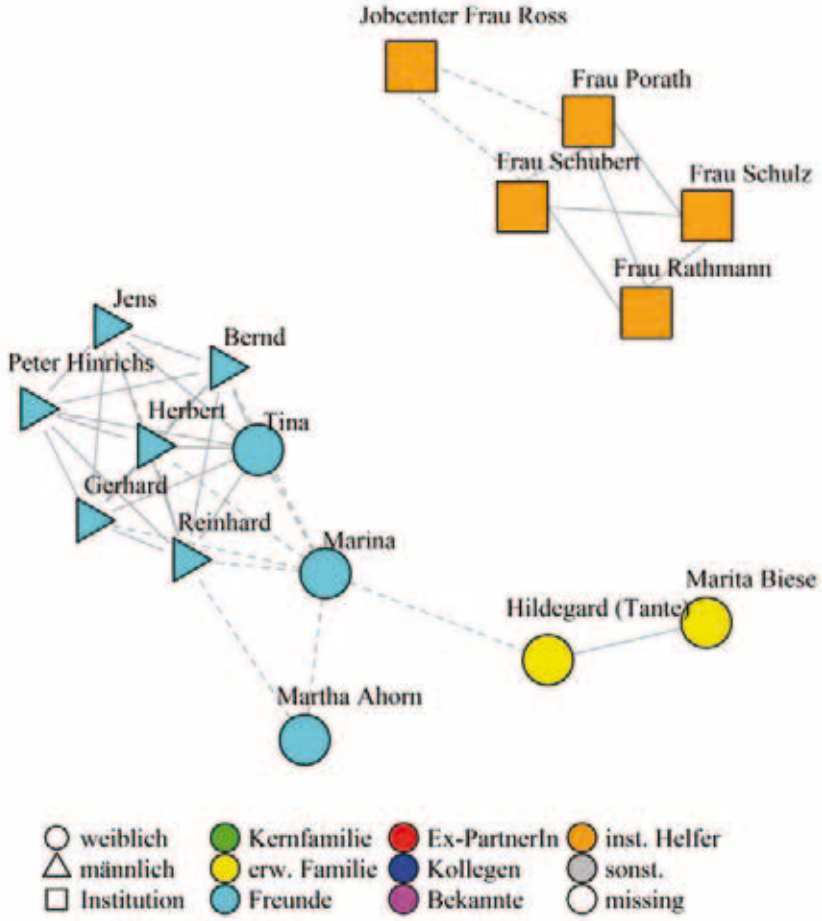 Jobcenter Frau Ross
Frau Porath
Frau Schubert
Frau Schulz
Frau Rathmann
Jens
Bernd
Peter Hinrichs
Herbert
Tina
Gerhard
Reinhard
Marina
Marita Biese
Hildegard (Tante)
Martha Ahorn
weiblich Kernfamilie Ex-PartnerIn inst. Helfer
männlich erw. Familie Kollegen sonst.
Institution Freunde Bekannte missing